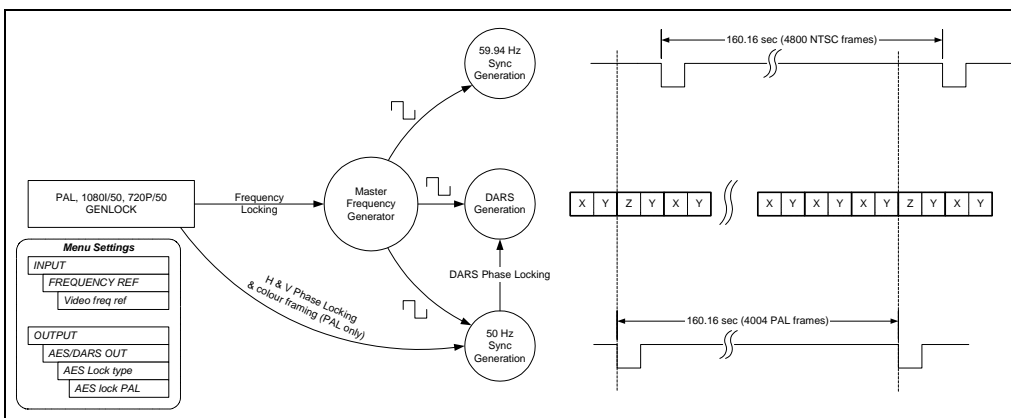 59.94 Hz
Sync
Generation
PAL, 1080I/50, 720P/50
GENLOCK
Frequency
Locking
Master
Frequency
Generator
DARS
Generation
DARS Phase Locking
H & V Phase Locking
& colour framing (PAL only)
50 Hz
Sync
Generation
Menu Settings
INPUT
FREQUENCY REF
Video freq ref
OUTPUT
AES/DARS OUT
AES Lock type
AES lock PAL
160.16 sec (4800 NTSC frames)
X Y Z Y X Y
X Y X Y X Y Z Y X Y
160.16 sec (4004 PAL frames)